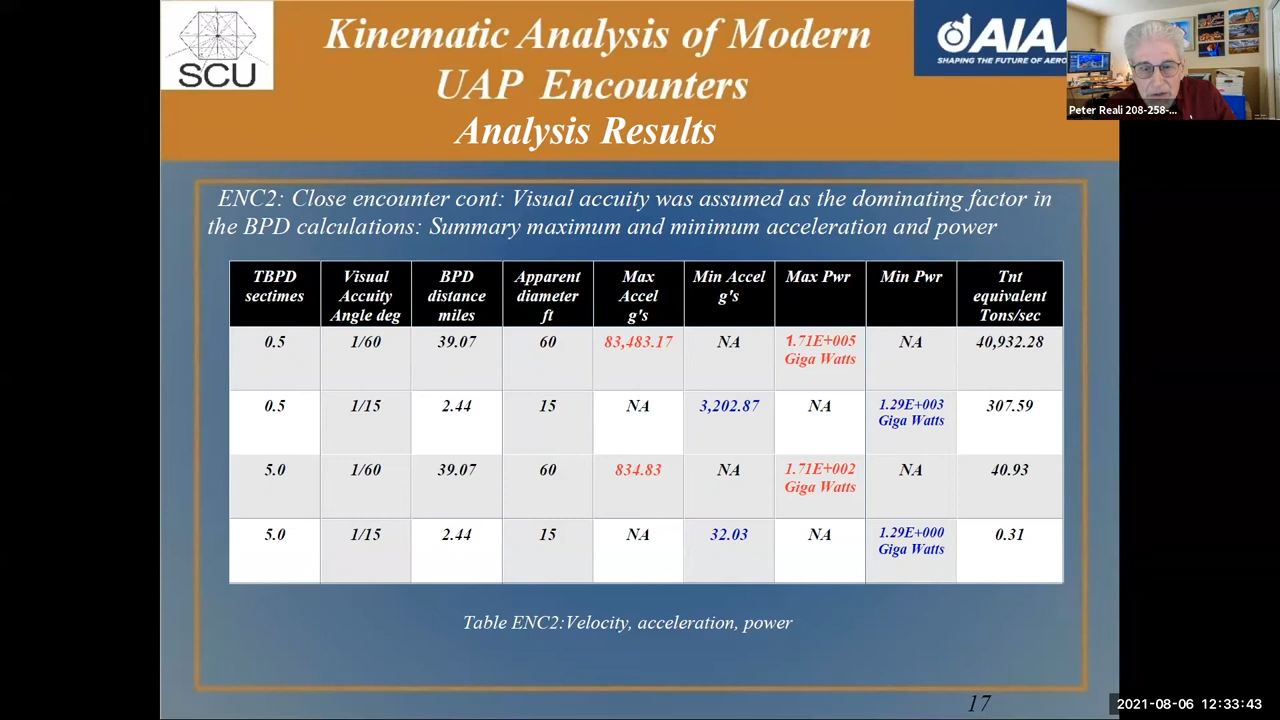 SCU
Kinematic Analysis of Modern
UAP Encounters
Analysis Results
AIAA
SHAPING THE FUTURE OF AERO
Peter Reali 208-258-...
ENC2: Close encounter cont: Visual accuity was assumed as the dominating factor in
the BPD calculations: Summary maximum and minimum acceleration and power
TBPD sectimes Visual Accuity Angle deg BPD distance miles Apparent diameter ft Max Accel g's Min Accel g's Max Pwr Min Pwr Tnt equivalent Tons/sec
0.5 1/60 39.07 60 83,483.17 NA 1.71E+005 Giga Watts NA 40,932.28
0.5 1/15 2.44 15 NA 3,202.87 NA 1.29E+003 Giga Watts 307.59
5.0 1/60 39.07 60 834.83 NA 1.71E+002 Giga Watts NA 40.93
5.0 1/15 2.44 15 NA 32.03 NA 1.29E+000 Giga Watts 0.31
Table ENC2:Velocity, acceleration, power
17
2021-08-06 12:33:43